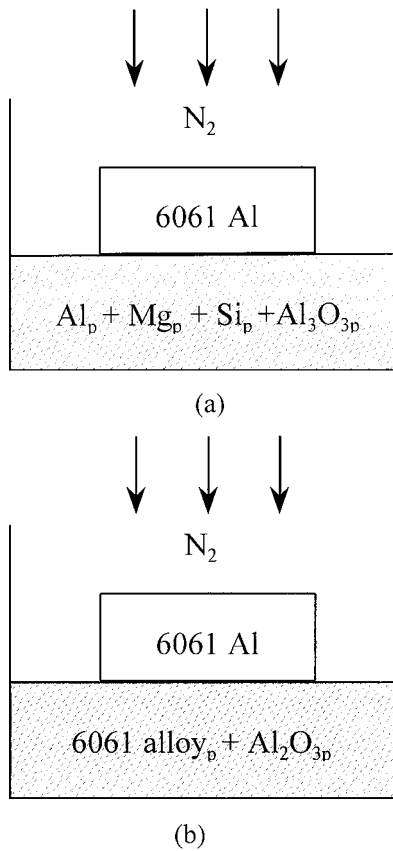 N₂
6061 Al
Alₚ + Mgₚ + Siₚ +Al₃O₃ₚ
(a)
N₂
6061 Al
6061 alloyₚ + Al₂O₃ₚ
(b)